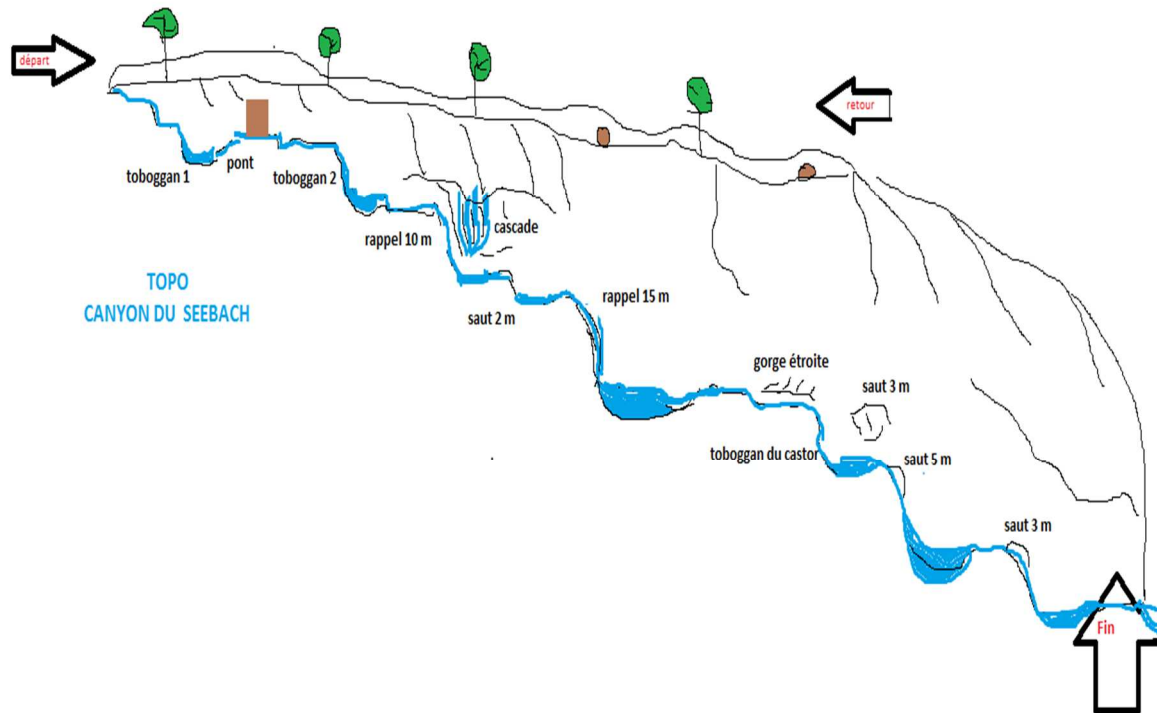 départ
retour
toboggan 1
pont
toboggan 2
rappel 10 m
cascade
TOPO
CANYON DU SEEBACH
saut 2 m
rappel 15 m
gorge étroite
saut 3 m
toboggan du castor
saut 5 m
saut 3 m
Fin